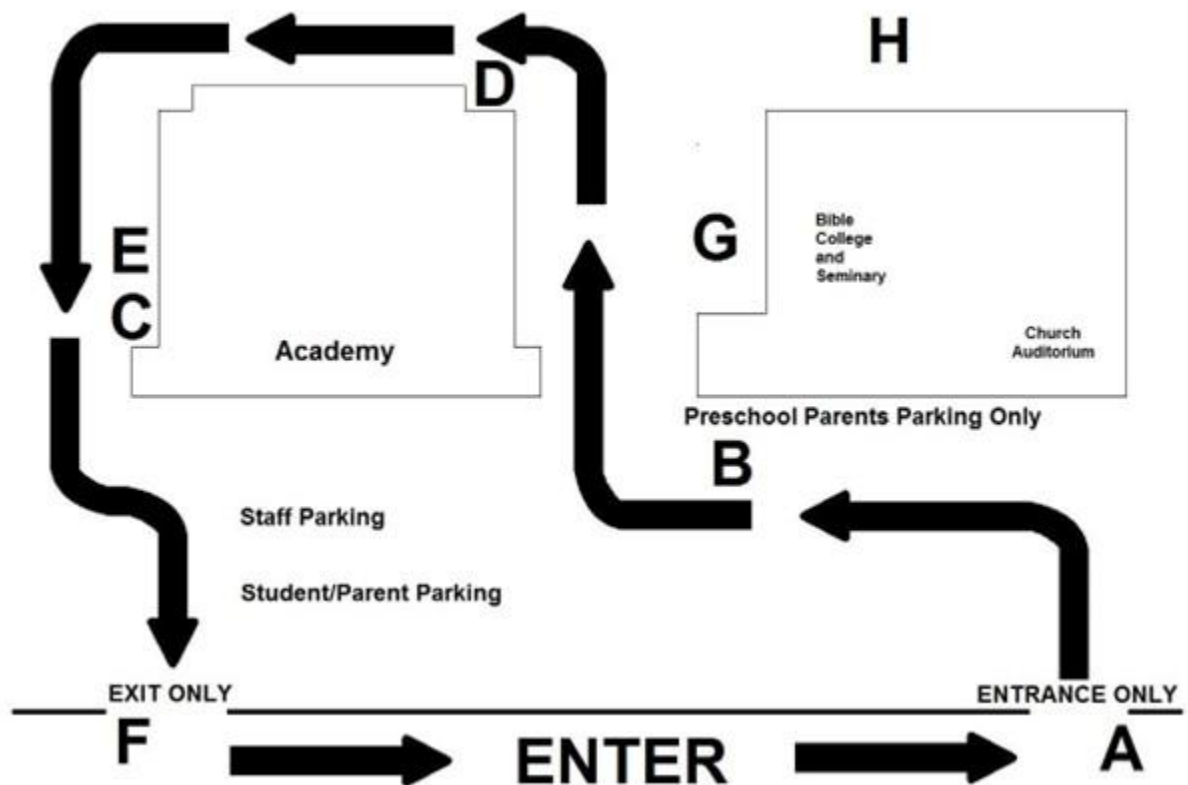 H
D
G
Bible
College
and
Seminary
E
C
Academy
Church
Auditorium
Preschool Parents Parking Only
B
Staff Parking
Student/Parent Parking
EXIT ONLY
ENTRANCE ONLY
F
ENTER
A